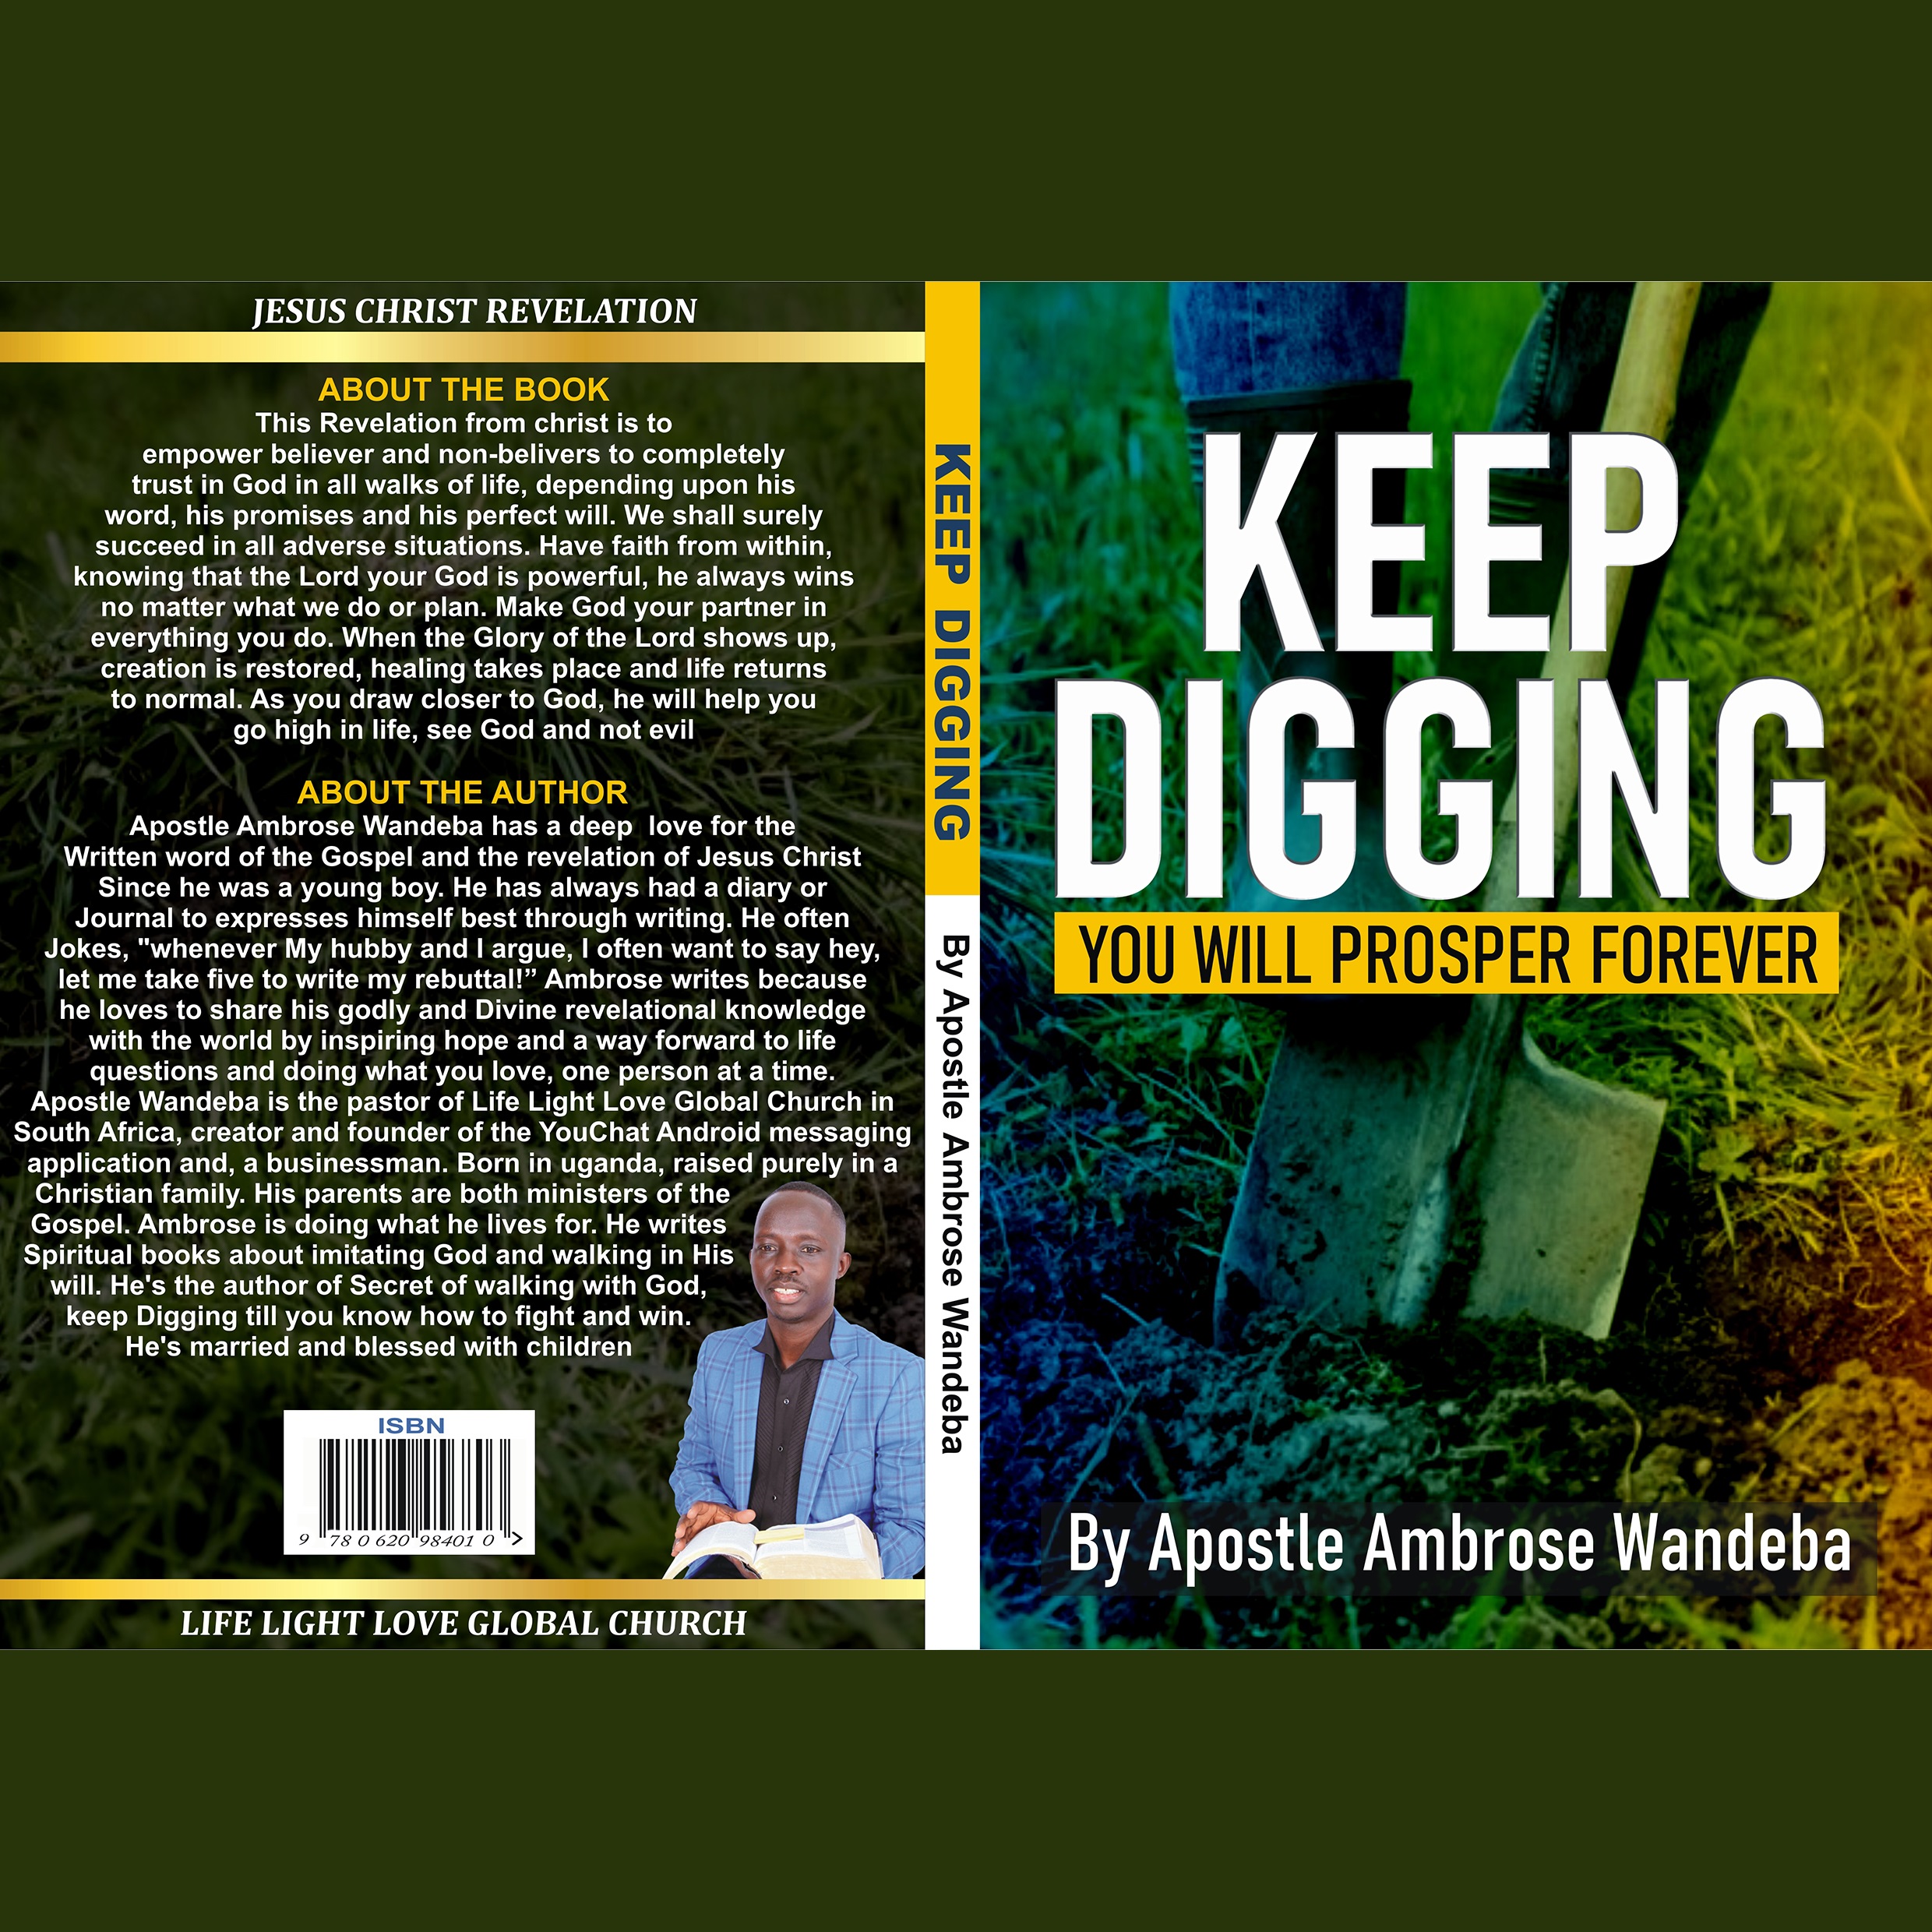 JESUS CHRIST REVELATION
ABOUT THE BOOK
This Revelation from christ is to
empower believer and non-belivers to completely
trust in God in all walks of life, depending upon his
word, his promises and his perfect will. We shall surely
succeed in all adverse situations. Have faith from within,
knowing that the Lord your God is powerful, he always wins
no matter what we do or plan. Make God your partner in
everything you do. When the Glory of the Lord shows up,
creation is restored, healing takes place and life returns
to normal. As you draw closer to God, he will help you
go high in life, see God and not evil
ABOUT THE AUTHOR
Apostle Ambrose Wandeba has a deep  love for the
Written word of the Gospel and the revelation of Jesus Christ
Since he was a young boy. He has always had a diary or
Journal to expresses himself best through writing. He often
Jokes, "whenever My hubby and I argue, I often want to say hey,
let me take five to write my rebuttal!” Ambrose writes because
he loves to share his godly and Divine revelational knowledge
with the world by inspiring hope and a way forward to life
questions and doing what you love, one person at a time.
Apostle Wandeba is the pastor of Life Light Love Global Church in
South Africa, creator and founder of the YouChat Android messaging
application and, a businessman. Born in uganda, raised purely in a
Christian family. His parents are both ministers of the
Gospel. Ambrose is doing what he lives for. He writes
Spiritual books about imitating God and walking in His
will. He's the author of Secret of walking with God,
keep Digging till you know how to fight and win.
He's married and blessed with children
ISBN
9 78 0 620 98401 0 >
LIFE LIGHT LOVE GLOBAL CHURCH
KEEP DIGGING
By Apostle Ambrose Wandeba
KEEP
DIGGING
YOU WILL PROSPER FOREVER
By Apostle Ambrose Wandeba